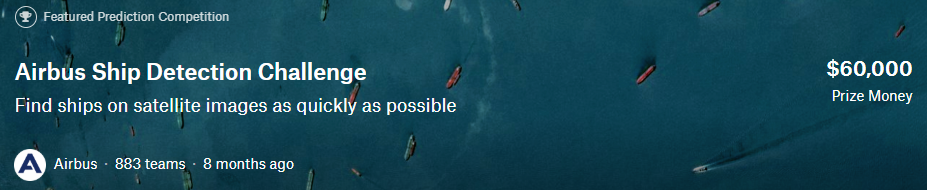 Featured Prediction Competition
Airbus Ship Detection Challenge
$60,000
Find ships on satellite images as quickly as possible
Prize Money
Airbus · 883 teams · 8 months ago